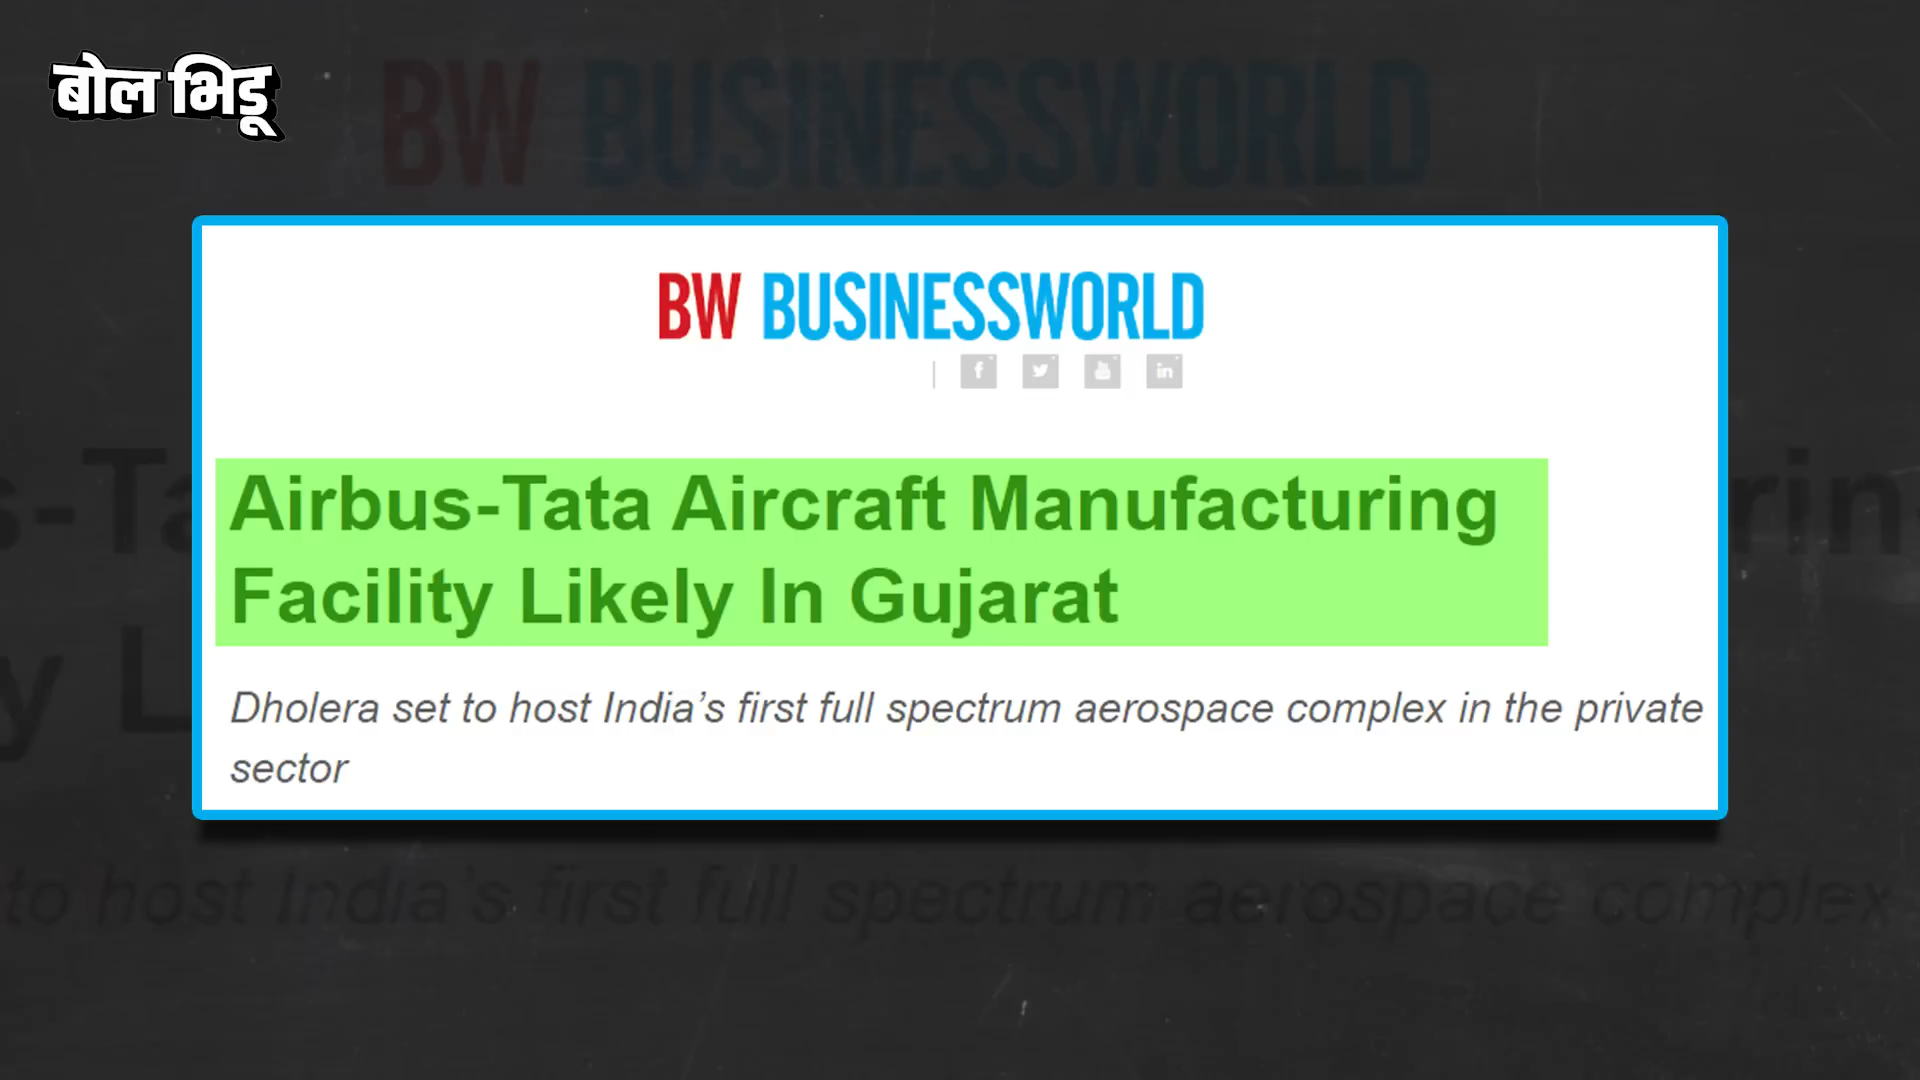 बोल भिडू
BW BUSINESSWORLD
BW BUSINESSWORLD
Airbus-Tata Aircraft Manufacturing
Facility Likely In Gujarat
Dholera set to host India’s first full spectrum aerospace complex in the private
sector
to host India’s first full spectrum aerospace complex